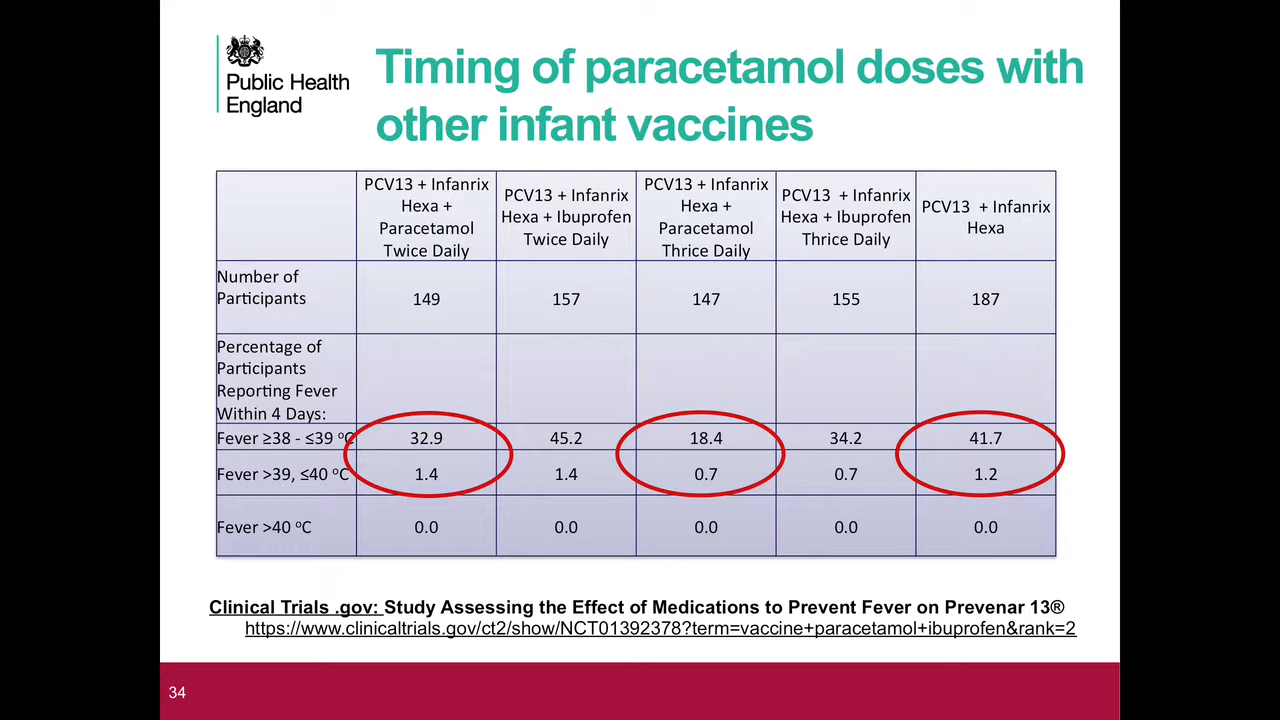 Public Health
England
Timing of paracetamol doses with
other infant vaccines
PCV13 + Infanrix
Hexa +
Paracetamol
Twice Daily
PCV13 + Infanrix
Hexa + Ibuprofen
Twice Daily
PCV13 + Infanrix
Hexa +
Paracetamol
Thrice Daily
PCV13 + Infanrix
Hexa + Ibuprofen
Thrice Daily
PCV13 + Infanrix
Hexa
Number of
Participants
149
157
147
155
187
Percentage of
Participants
Reporting Fever
Within 4 Days:
Fever ≥38 - ≤39 ºC
32.9
45.2
18.4
34.2
41.7
Fever >39, ≤40 ºC
1.4
1.4
0.7
0.7
1.2
Fever >40 ºC
0.0
0.0
0.0
0.0
0.0
Clinical Trials .gov: Study Assessing the Effect of Medications to Prevent Fever on Prevenar 13®
https://www.clinicaltrials.gov/ct2/show/NCT01392378?term=vaccine+paracetamol+ibuprofen&rank=2
34